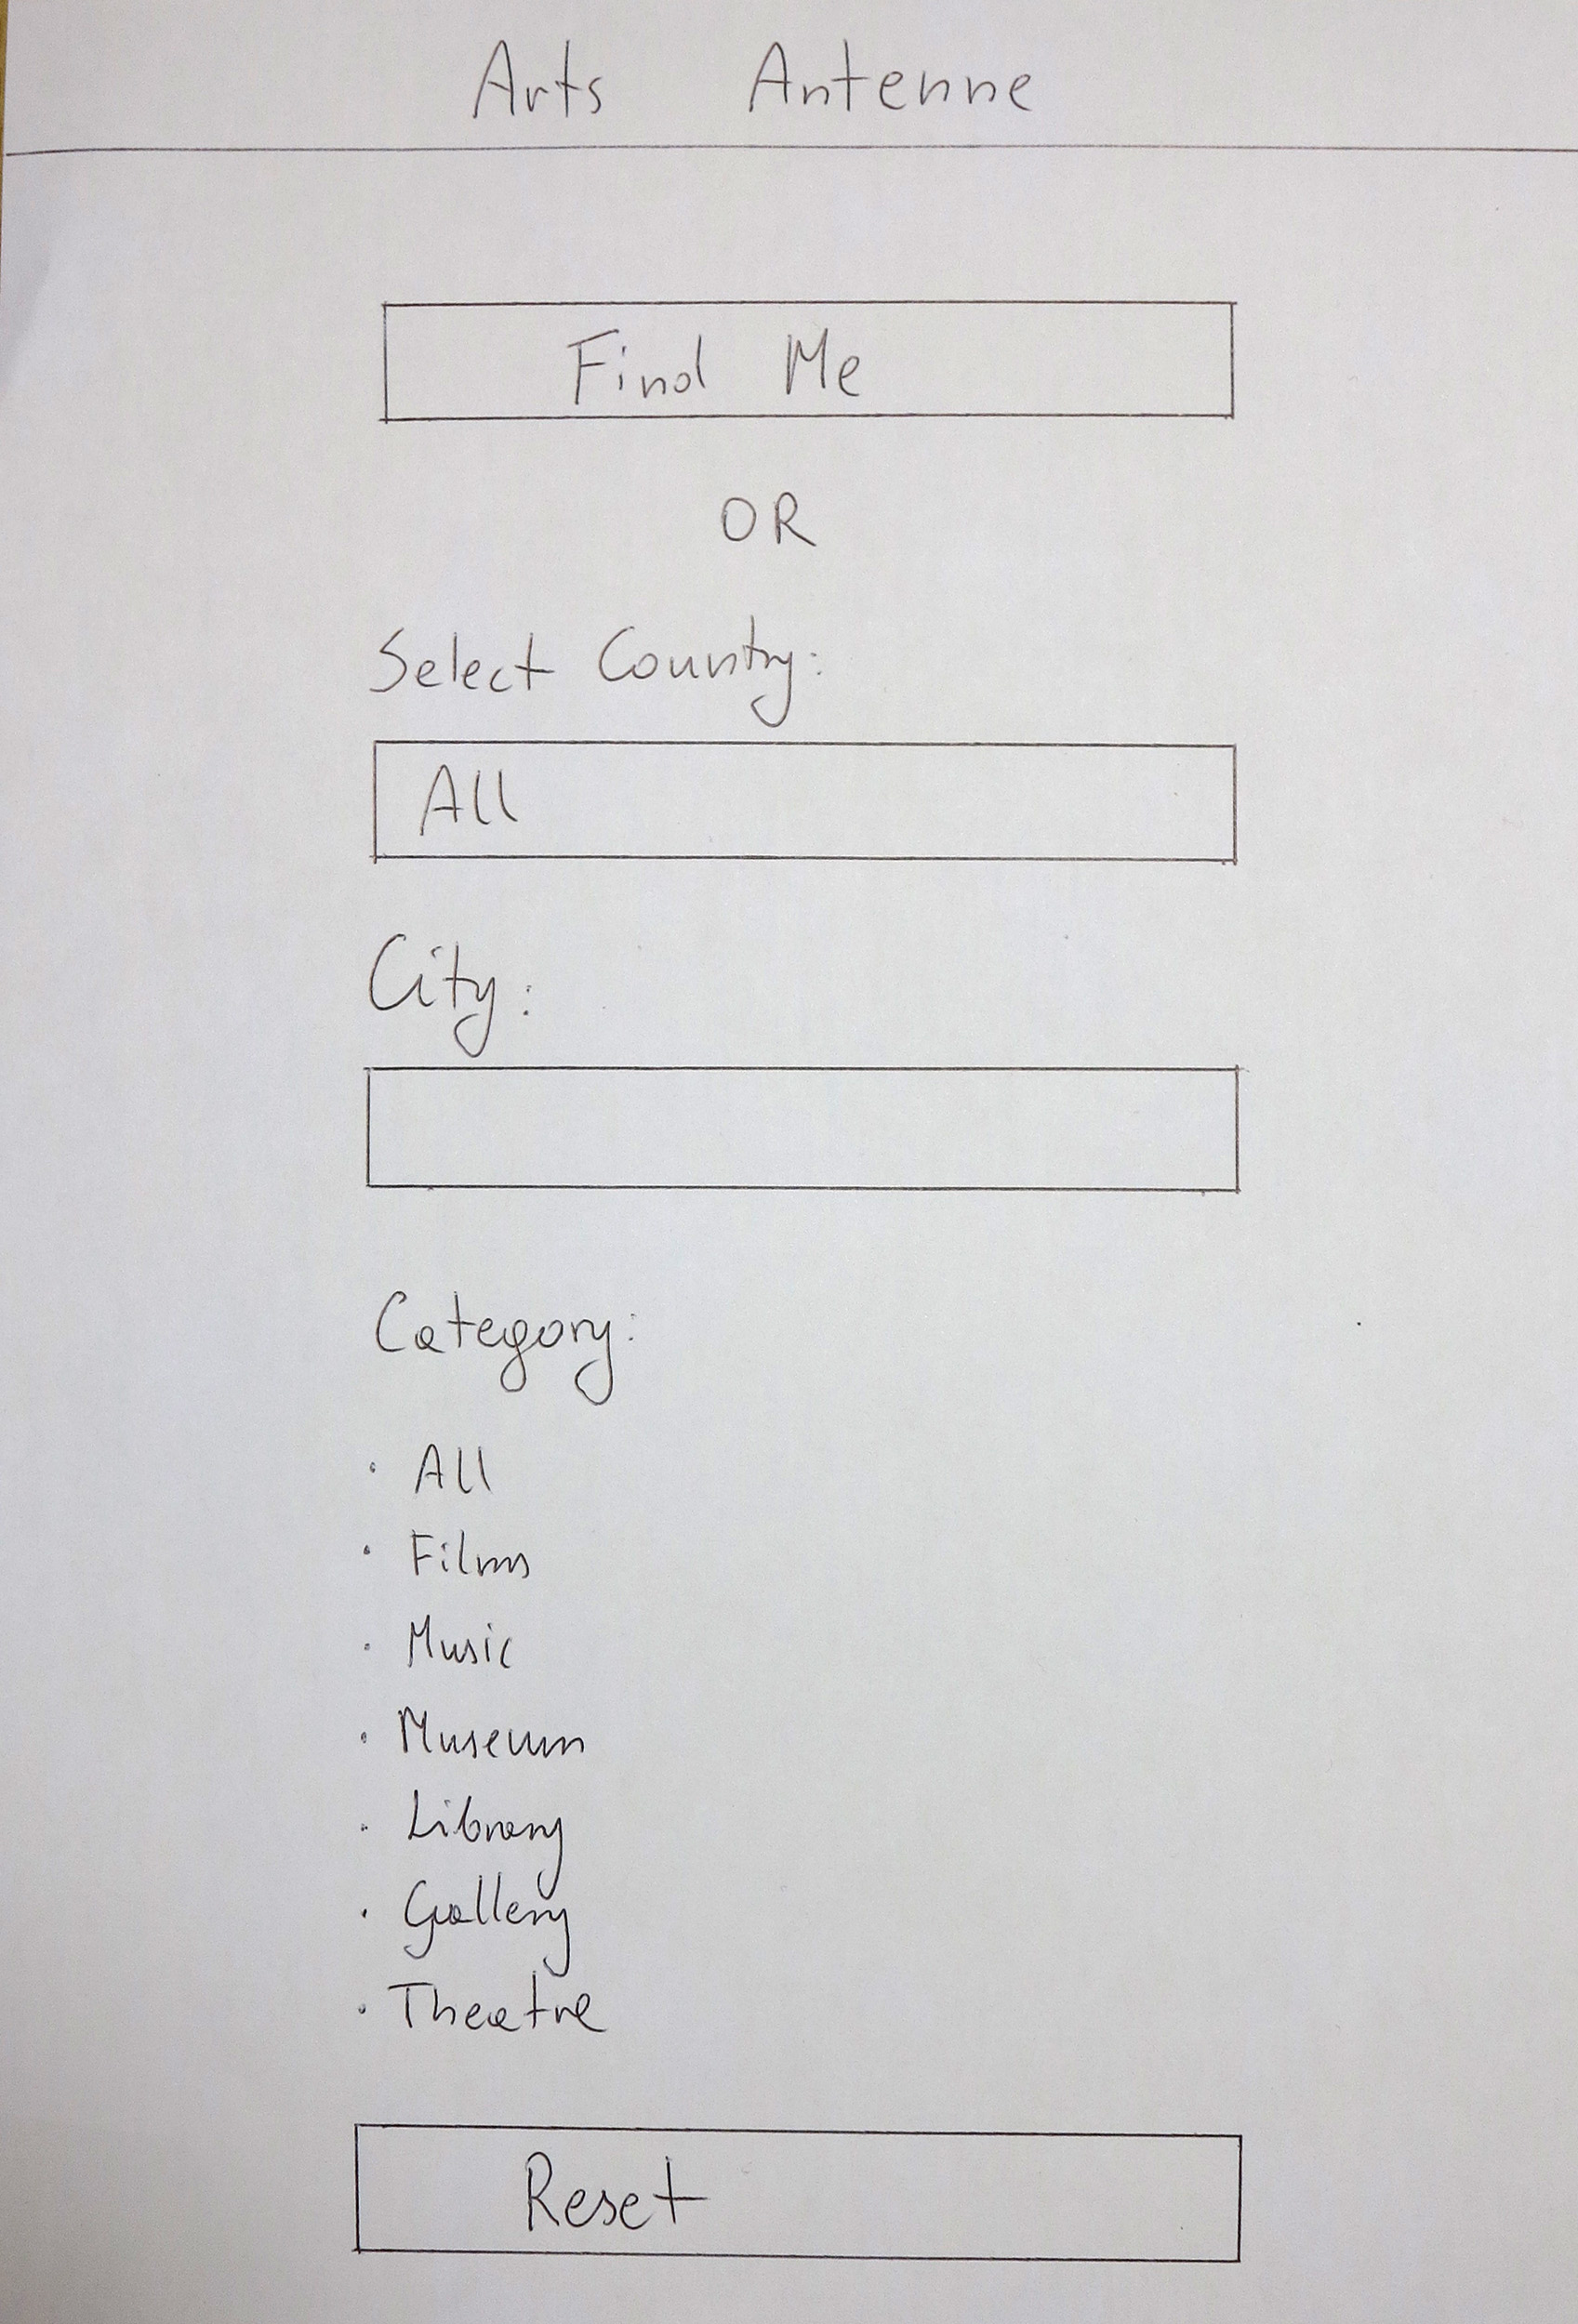 Arts Antenne
Find Me
OR
Select Country:
All
City:
Category:
· All
· Films
· Music
· Museum
· Library
· Gallery
· Theatre
Reset